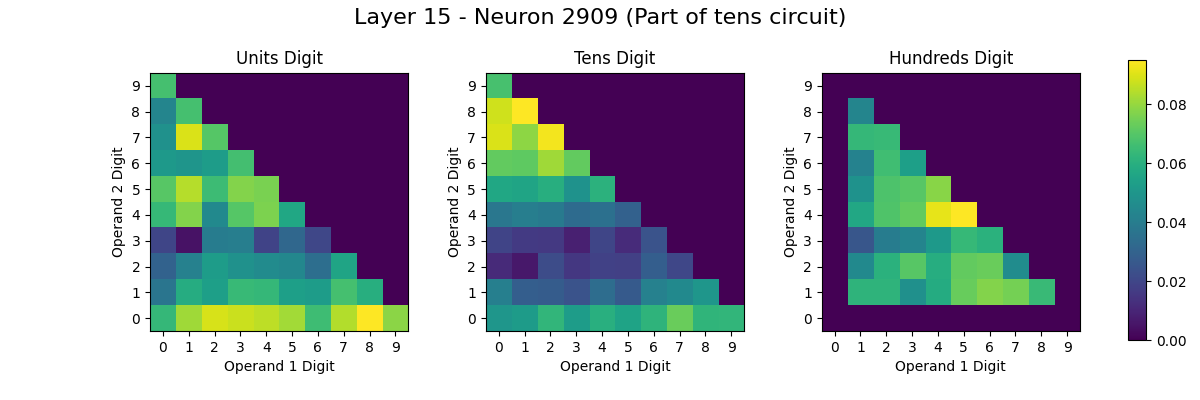 Layer 15 - Neuron 2909 (Part of tens circuit)
Units Digit
Operand 2 Digit
9
8
7
6
5
4
3
2
1
0
0 1 2 3 4 5 6 7 8 9
Operand 1 Digit
Tens Digit
Operand 2 Digit
9
8
7
6
5
4
3
2
1
0
0 1 2 3 4 5 6 7 8 9
Operand 1 Digit
Hundreds Digit
Operand 2 Digit
9
8
7
6
5
4
3
2
1
0
0 1 2 3 4 5 6 7 8 9
Operand 1 Digit
0.08
0.06
0.04
0.02
0.00